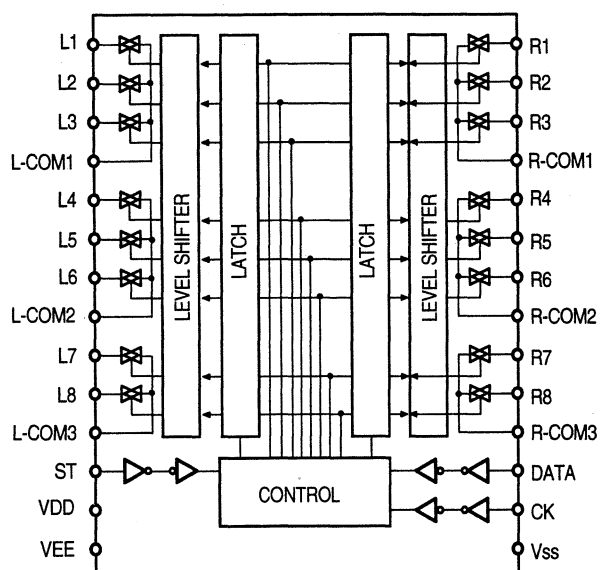 L1
L2
L3
L-COM1
L4
L5
L6
L-COM2
L7
L8
L-COM3
ST
VDD
VEE
LEVEL SHIFTER
LATCH
LATCH
LEVEL SHIFTER
CONTROL
R1
R2
R3
R-COM1
R4
R5
R6
R-COM2
R7
R8
R-COM3
DATA
CK
Vss